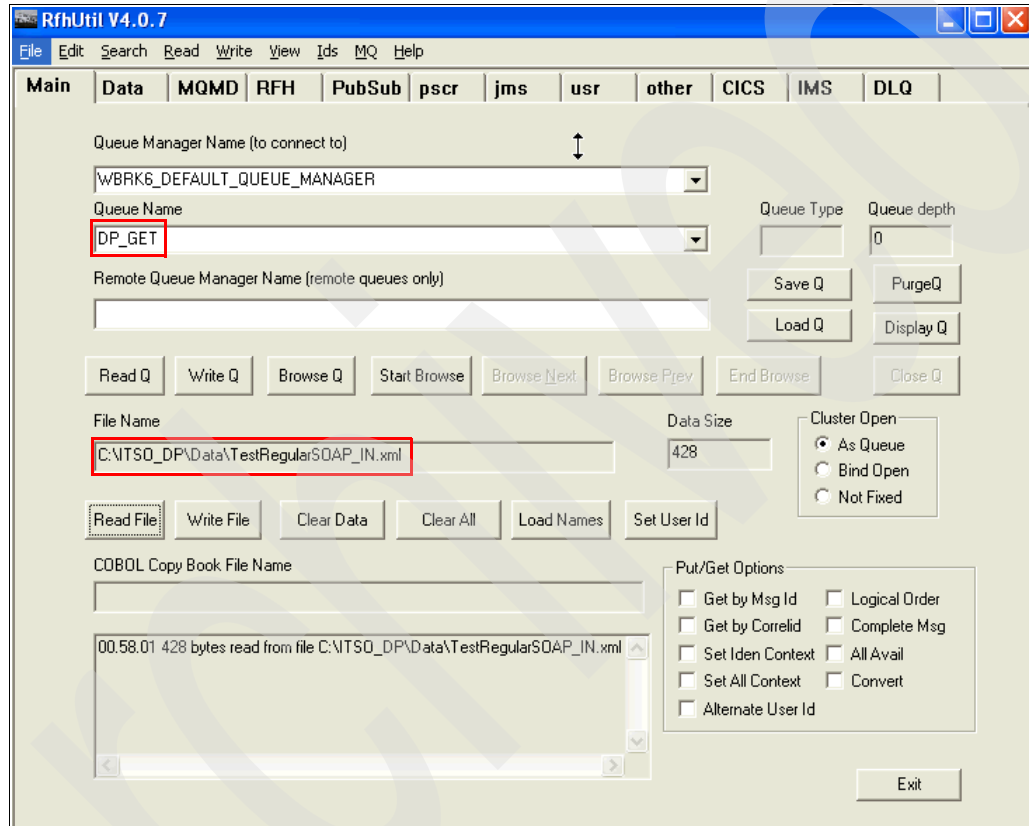 RfhUtil V4.0.7
File Edit Search Read Write View Ids MQ Help
Main Data MQMD RFH PubSub pscr jms usr other CICS IMS DLQ
Queue Manager Name (to connect to)
WBRK6_DEFAULT_QUEUE_MANAGER
Queue Name Queue Type Queue depth
DP_GET 0
Remote Queue Manager Name (remote queues only) Save Q PurgeQ
Load Q Display Q
Read Q Write Q Browse Q Start Browse Browse Next Browse Prev End Browse Close Q
File Name Data Size Cluster Open
C:\ITSO_DP\Data\TestRegularSOAP_IN.xml 428 As Queue
Bind Open
Not Fixed
Read File Write File Clear Data Clear All Load Names Set User Id
COBOL Copy Book File Name Put/Get Options
Get by Msg Id Logical Order
Get by Correlid Complete Msg
00.58.01 428 bytes read from file C:\ITSO_DP\Data\TestRegularSOAP_IN.xml Set Iden Context All Avail
Set All Context Convert
Alternate User Id
Exit